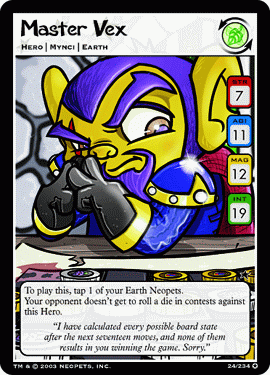 Master Vex
Hero | Mynci | Earth
STR
7
AGI
11
MAG
12
INT
19
To play this, tap 1 of your Earth Neopets.
Your opponent doesn't get to roll a die in contests against
this Hero.
"I have calculated every possible board state
after the next seventeen moves, and none of them
results in you winning the game. Sorry."
TM & © 2003 NEOPETS, INC.
24/234